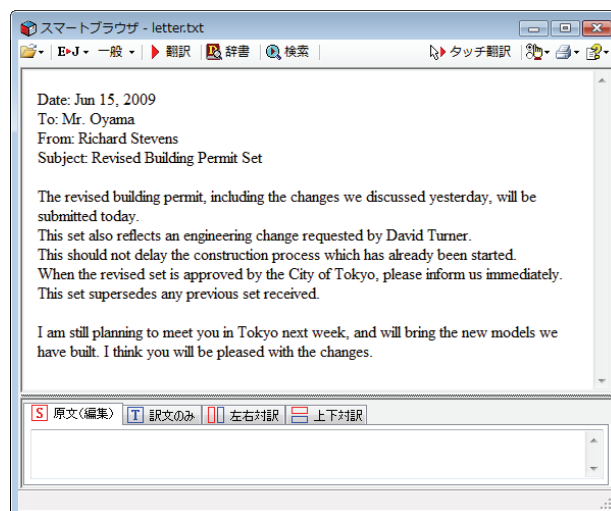 スマートブラウザ - letter.txt
E▸J 一般 翻訳 辞書 検索 タッチ翻訳
Date: Jun 15, 2009
To: Mr. Oyama
From: Richard Stevens
Subject: Revised Building Permit Set
The revised building permit, including the changes we discussed yesterday, will be
submitted today.
This set also reflects an engineering change requested by David Turner.
This should not delay the construction process which has already been started.
When the revised set is approved by the City of Tokyo, please inform us immediately.
This set supersedes any previous set received.
I am still planning to meet you in Tokyo next week, and will bring the new models we
have built. I think you will be pleased with the changes.
S 原文(編集) T 訳文のみ 左右対訳 上下対訳